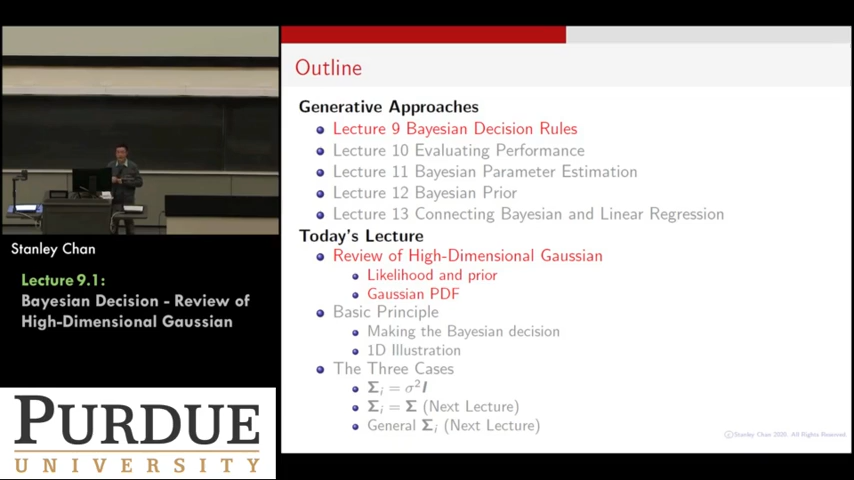 Outline
Generative Approaches
Lecture 9 Bayesian Decision Rules
Lecture 10 Evaluating Performance
Lecture 11 Bayesian Parameter Estimation
Lecture 12 Bayesian Prior
Lecture 13 Connecting Bayesian and Linear Regression
Today's Lecture
Review of High-Dimensional Gaussian
Likelihood and prior
Gaussian PDF
Basic Principle
Making the Bayesian decision
1D Illustration
The Three Cases
Σᵢ = σ²I
Σᵢ = Σ (Next Lecture)
General Σᵢ (Next Lecture)
©Stanley Chan 2020. All Rights Reserved
Stanley Chan
Lecture 9.1:
Bayesian Decision - Review of
High-Dimensional Gaussian
PURDUE
UNIVERSITY